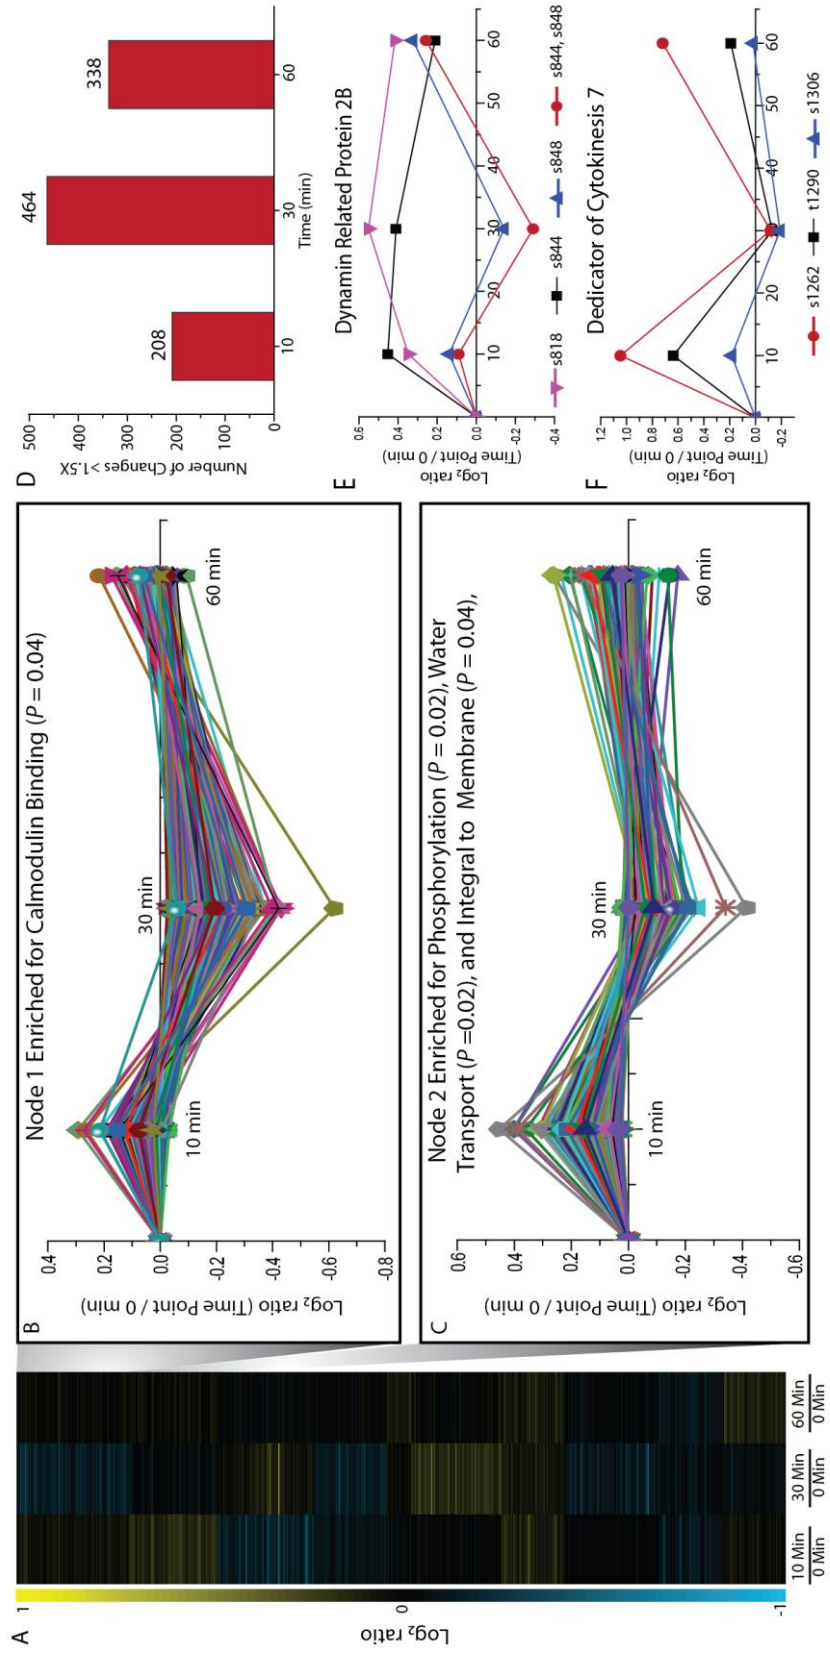 A
Log₂ ratio
1
0
-1
10 Min
0 Min
30 Min
0 Min
60 Min
0 Min
B
Node 1 Enriched for Calmodulin Binding (P = 0.04)
Log₂ ratio (Time Point / 0 min)
0.4
0.2
0.0
-0.2
-0.4
-0.6
-0.8
10 min
30 min
60 min
C
Node 2 Enriched for Phosphorylation (P = 0.02), Water
Transport (P =0.02), and Integral to Membrane (P = 0.04),
Log₂ ratio (Time Point / 0 min)
0.6
0.4
0.2
0.0
-0.2
-0.4
-0.6
10 min
30 min
60 min
D
Number of Changes >1.5X
500
400
300
200
100
0
208
464
338
10
30
60
Time (min)
E
Dynamin Related Protein 2B
Log₂ ratio
(Time Point / 0 min)
0.6
0.4
0.2
0.0
-0.2
-0.4
10
20
30
40
50
60
s818
s844
s848
s844, s848
F
Dedicator of Cytokinesis 7
Log₂ ratio
(Time Point / 0 min)
1.2
1.0
0.8
0.6
0.4
0.2
0.0
-0.2
10
20
30
40
50
60
s1262
t1290
s1306